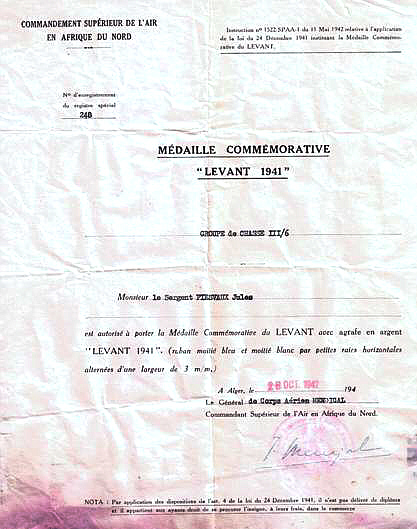 COMMANDEMENT SUPÉRIEUR DE L'AIR
EN AFRIQUE DU NORD
Instruction nº 1522/SPAA-1 du 11 Mai 1942 relative à l'application
de la loi du 24 Décembre 1941 instituant la Médaille Commémo-
rative du LEVANT.
Nº d'enregistrement
du registre spécial
248
MÉDAILLE COMMÉMORATIVE
"LEVANT 1941"
GROUPE de CHASSE III/6
Monsieur le Sergent Jules
est autorisé à porter la Médaille Commémorative du LEVANT avec agrafe en argent
"LEVANT 1941". (ruban moitié bleu et moitié blanc par petites raies horizontales
alternées d'une largeur de 3 m/m.)
A Alger, le 28 OCT. 1942 194
Le Général de Corps Aérien MENDIGAL
Commandant Supérieur de l'Air en Afrique du Nord.
NOTA : Par application des dispositions de l'art. 4 de la loi du 24 Décembre 1941, il n'est pas délivré de diplôme
et il appartient aux ayants droit de se procurer l'insigne, à leurs frais, dans le commerce